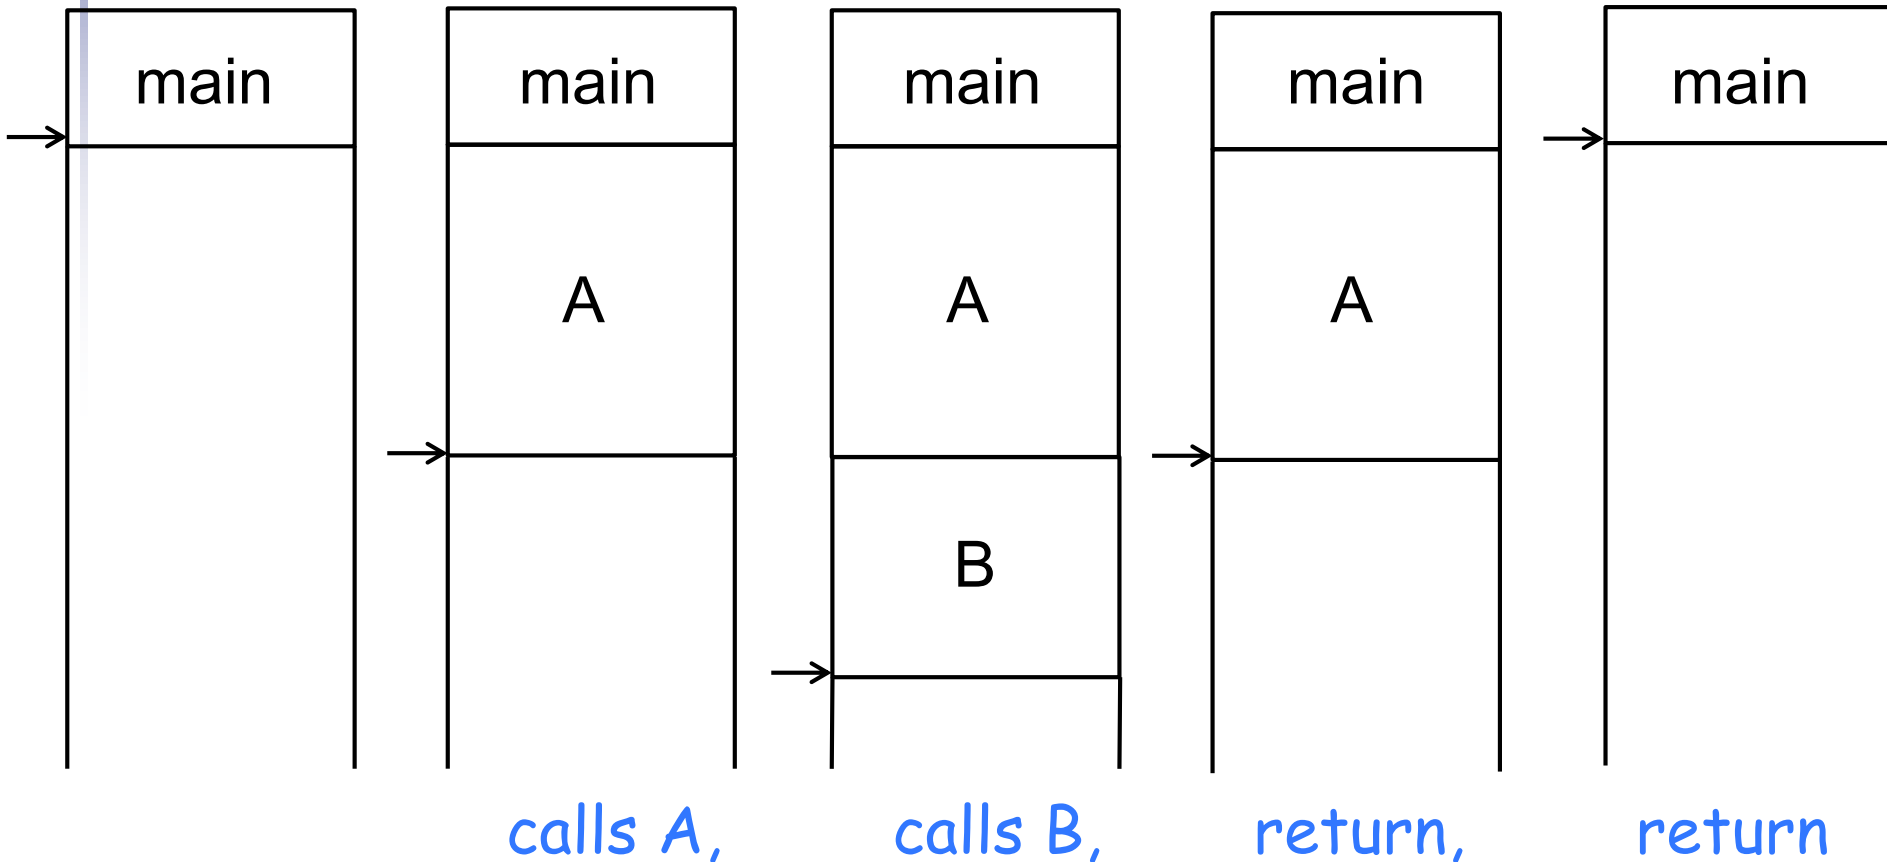 main main main main main
A A A
B
calls A, calls B, return, return